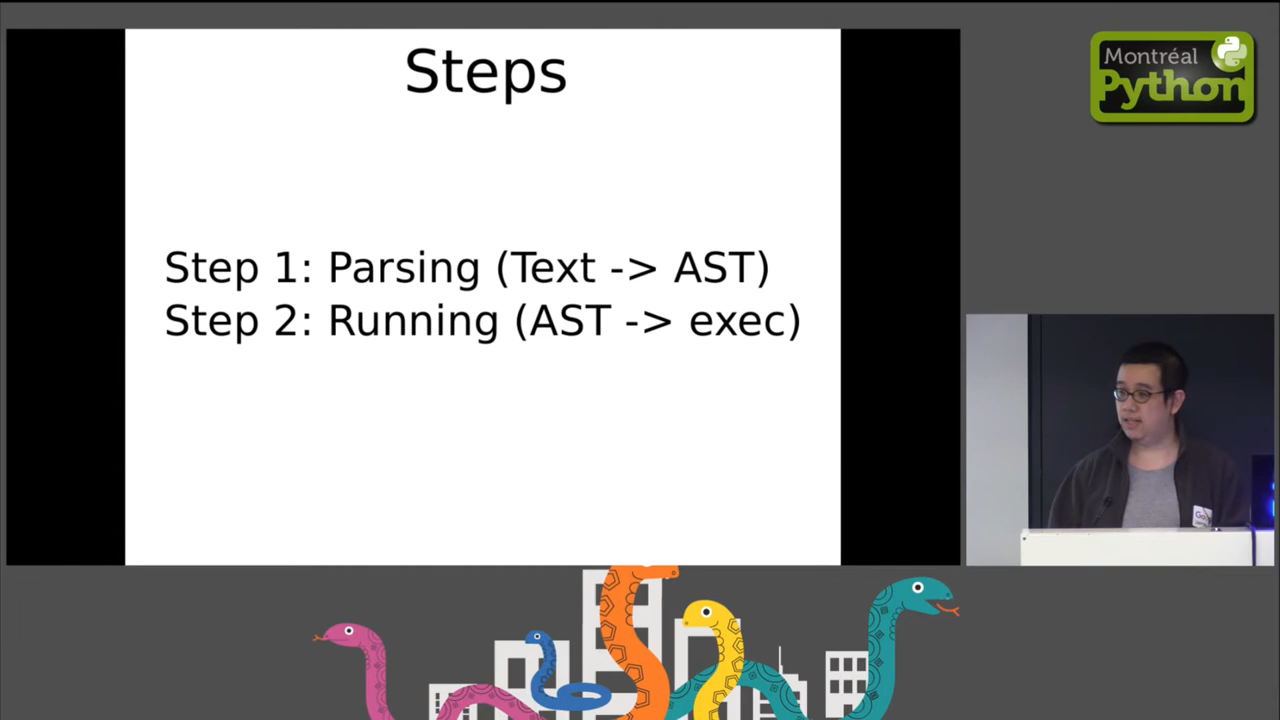 Steps
Step 1: Parsing (Text -> AST)
Step 2: Running (AST -> exec)
Montréal
Python